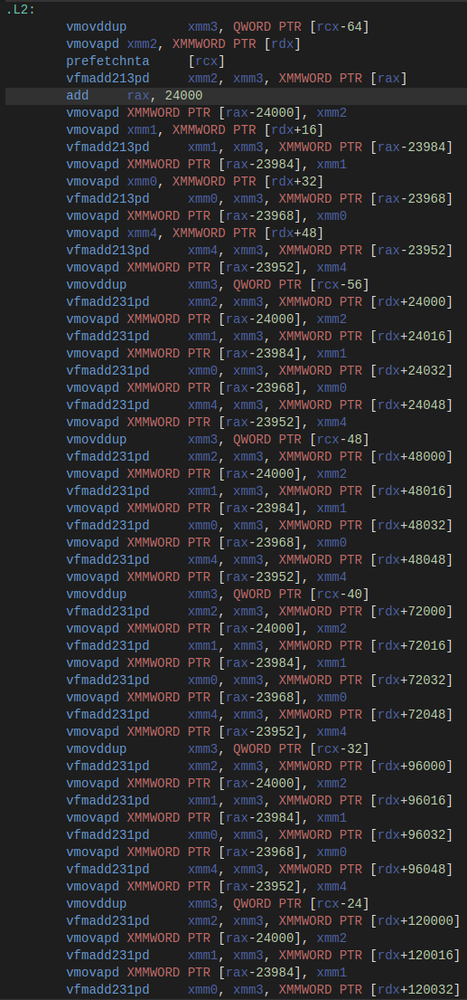 .L2:
vmovddup xmm3, QWORD PTR [rcx-64]
vmovapd xmm2, XMMWORD PTR [rdx]
prefetchnta [rcx]
vfmadd213pd xmm2, xmm3, XMMWORD PTR [rax]
add rax, 24000
vmovapd XMMWORD PTR [rax-24000], xmm2
vmovapd xmm1, XMMWORD PTR [rdx+16]
vfmadd213pd xmm1, xmm3, XMMWORD PTR [rax-23984]
vmovapd XMMWORD PTR [rax-23984], xmm1
vmovapd xmm0, XMMWORD PTR [rdx+32]
vfmadd213pd xmm0, xmm3, XMMWORD PTR [rax-23968]
vmovapd XMMWORD PTR [rax-23968], xmm0
vmovapd xmm4, XMMWORD PTR [rdx+48]
vfmadd213pd xmm4, xmm3, XMMWORD PTR [rax-23952]
vmovapd XMMWORD PTR [rax-23952], xmm4
vmovddup xmm3, QWORD PTR [rcx-56]
vfmadd231pd xmm2, xmm3, XMMWORD PTR [rdx+24000]
vmovapd XMMWORD PTR [rax-24000], xmm2
vfmadd231pd xmm1, xmm3, XMMWORD PTR [rdx+24016]
vmovapd XMMWORD PTR [rax-23984], xmm1
vfmadd231pd xmm0, xmm3, XMMWORD PTR [rdx+24032]
vmovapd XMMWORD PTR [rax-23968], xmm0
vfmadd231pd xmm4, xmm3, XMMWORD PTR [rdx+24048]
vmovapd XMMWORD PTR [rax-23952], xmm4
vmovddup xmm3, QWORD PTR [rcx-48]
vfmadd231pd xmm2, xmm3, XMMWORD PTR [rdx+48000]
vmovapd XMMWORD PTR [rax-24000], xmm2
vfmadd231pd xmm1, xmm3, XMMWORD PTR [rdx+48016]
vmovapd XMMWORD PTR [rax-23984], xmm1
vfmadd231pd xmm0, xmm3, XMMWORD PTR [rdx+48032]
vmovapd XMMWORD PTR [rax-23968], xmm0
vfmadd231pd xmm4, xmm3, XMMWORD PTR [rdx+48048]
vmovapd XMMWORD PTR [rax-23952], xmm4
vmovddup xmm3, QWORD PTR [rcx-40]
vfmadd231pd xmm2, xmm3, XMMWORD PTR [rdx+72000]
vmovapd XMMWORD PTR [rax-24000], xmm2
vfmadd231pd xmm1, xmm3, XMMWORD PTR [rdx+72016]
vmovapd XMMWORD PTR [rax-23984], xmm1
vfmadd231pd xmm0, xmm3, XMMWORD PTR [rdx+72032]
vmovapd XMMWORD PTR [rax-23968], xmm0
vfmadd231pd xmm4, xmm3, XMMWORD PTR [rdx+72048]
vmovapd XMMWORD PTR [rax-23952], xmm4
vmovddup xmm3, QWORD PTR [rcx-32]
vfmadd231pd xmm2, xmm3, XMMWORD PTR [rdx+96000]
vmovapd XMMWORD PTR [rax-24000], xmm2
vfmadd231pd xmm1, xmm3, XMMWORD PTR [rdx+96016]
vmovapd XMMWORD PTR [rax-23984], xmm1
vfmadd231pd xmm0, xmm3, XMMWORD PTR [rdx+96032]
vmovapd XMMWORD PTR [rax-23968], xmm0
vfmadd231pd xmm4, xmm3, XMMWORD PTR [rdx+96048]
vmovapd XMMWORD PTR [rax-23952], xmm4
vmovddup xmm3, QWORD PTR [rcx-24]
vfmadd231pd xmm2, xmm3, XMMWORD PTR [rdx+120000]
vmovapd XMMWORD PTR [rax-24000], xmm2
vfmadd231pd xmm1, xmm3, XMMWORD PTR [rdx+120016]
vmovapd XMMWORD PTR [rax-23984], xmm1
vfmadd231pd xmm0, xmm3, XMMWORD PTR [rdx+120032]